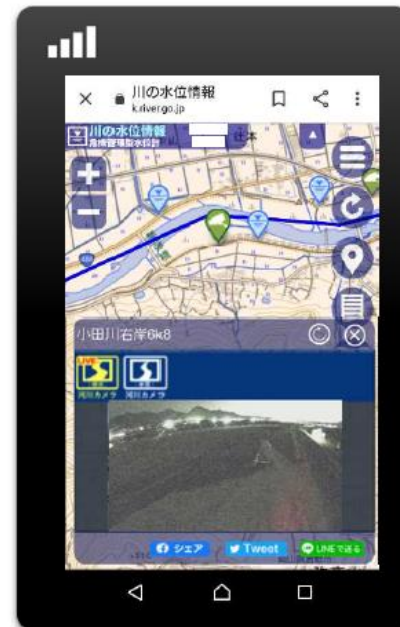 川の水位情報
k.river.go.jp
川の水位情報
危機管理型水位計
小田川右岸6k8
LIVE
河川カメラ
河川カメラ
シェア
Tweet
LINEで送る